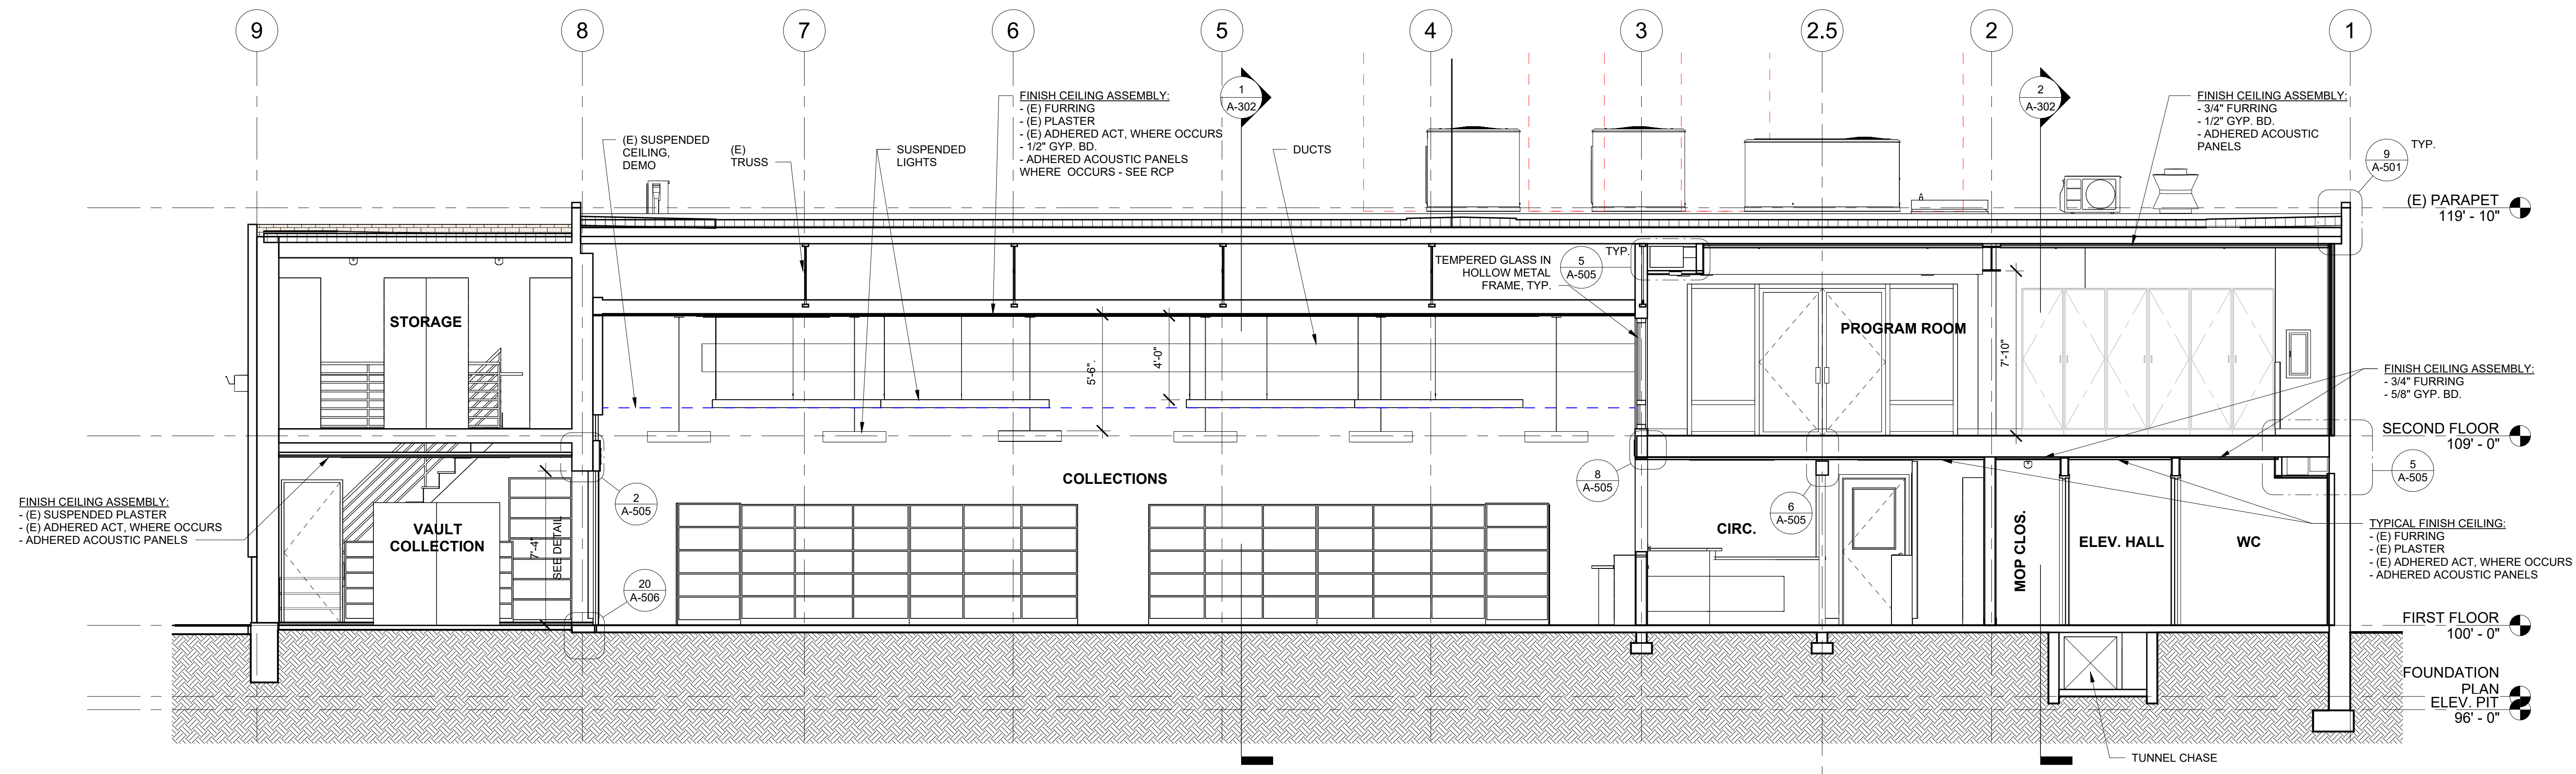 9
8
7
6
5
4
3
2.5
2
1
FINISH CEILING ASSEMBLY:
- (E) FURRING
- (E) PLASTER
- (E) ADHERED ACT, WHERE OCCURS
- 1/2" GYP. BD.
- ADHERED ACOUSTIC PANELS
WHERE OCCURS - SEE RCP
1
A-302
2
A-302
FINISH CEILING ASSEMBLY:
- 3/4" FURRING
- 1/2" GYP. BD.
- ADHERED ACOUSTIC
PANELS
9
A-501
TYP.
(E) SUSPENDED
CEILING,
DEMO
(E)
TRUSS
SUSPENDED
LIGHTS
DUCTS
(E) PARAPET
119' - 10"
TEMPERED GLASS IN
HOLLOW METAL
FRAME, TYP.
5
A-505
TYP.
STORAGE
PROGRAM ROOM
5'-6" .
4'-0"
7'-10"
FINISH CEILING ASSEMBLY:
- 3/4" FURRING
- 5/8" GYP. BD.
SECOND FLOOR
109' - 0"
COLLECTIONS
8
A-505
5
A-505
FINISH CEILING ASSEMBLY:
- (E) SUSPENDED PLASTER
- (E) ADHERED ACT, WHERE OCCURS
- ADHERED ACOUSTIC PANELS
2
A-505
6
A-505
VAULT
COLLECTION
7'-4"
SEE DETAIL
CIRC.
MOP CLOS.
ELEV. HALL
WC
TYPICAL FINISH CEILING:
- (E) FURRING
- (E) PLASTER
- (E) ADHERED ACT, WHERE OCCURS
- ADHERED ACOUSTIC PANELS
20
A-506
FIRST FLOOR
100' - 0"
FOUNDATION
PLAN
ELEV. PIT
96' - 0"
TUNNEL CHASE